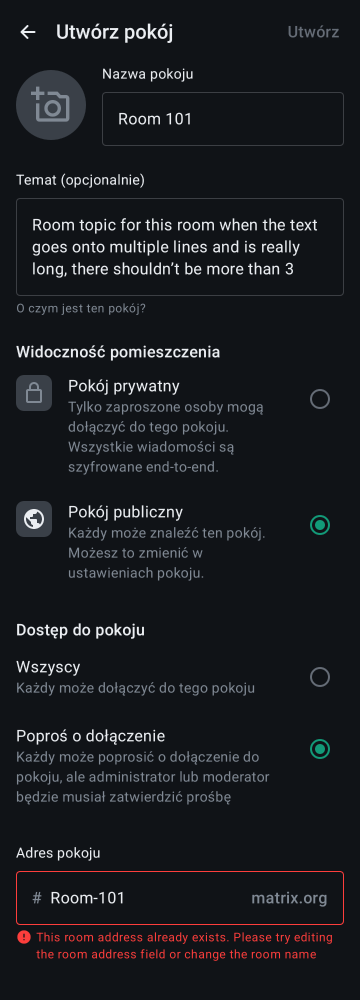 Utwórz pokój
Utwórz
Nazwa pokoju
Room 101
Temat (opcjonalnie)
Room topic for this room when the text
goes onto multiple lines and is really
long, there shouldn’t be more than 3
O czym jest ten pokój?
Widoczność pomieszczenia
Pokój prywatny
Tylko zaproszone osoby mogą
dołączyć do tego pokoju.
Wszystkie wiadomości są
szyfrowane end-to-end.
Pokój publiczny
Każdy może znaleźć ten pokój.
Możesz to zmienić w
ustawieniach pokoju.
Dostęp do pokoju
Wszyscy
Każdy może dołączyć do tego pokoju
Poproś o dołączenie
Każdy może poprosić o dołączenie do
pokoju, ale administrator lub moderator
będzie musiał zatwierdzić prośbę
Adres pokoju
# Room-101 matrix.org
This room address already exists. Please try editing
the room address field or change the room name